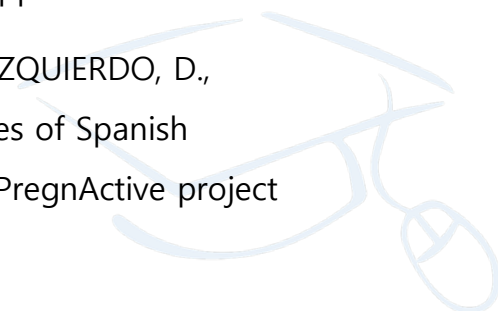 ZQUIERDO, D.,
es of Spanish
PregnActive project